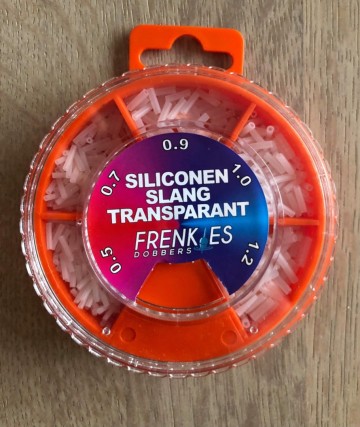 0.5
0.7
0.9
1.0
1.2
SILICONEN
SLANG
TRANSPARANT
FRENKIES
DOBBERS